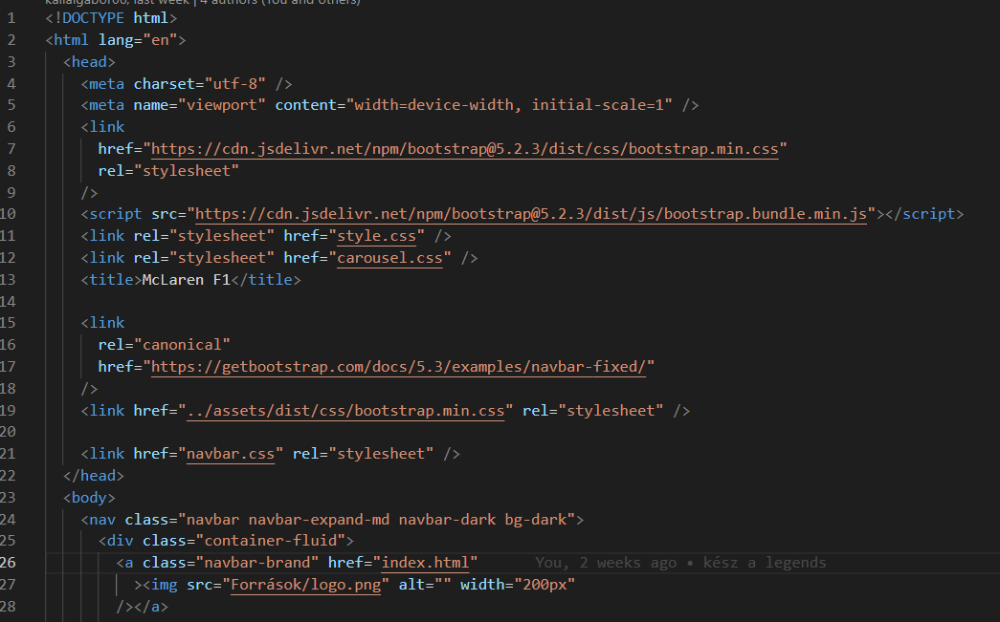 kallaigabor06, last week | 4 authors (You and others)
1 <!DOCTYPE html>
2 <html lang="en">
3 <head>
4 <meta charset="utf-8" />
5 <meta name="viewport" content="width=device-width, initial-scale=1" />
6 <link
7 href="https://cdn.jsdelivr.net/npm/bootstrap@5.2.3/dist/css/bootstrap.min.css"
8 rel="stylesheet"
9 />
10 <script src="https://cdn.jsdelivr.net/npm/bootstrap@5.2.3/dist/js/bootstrap.bundle.min.js"></script>
11 <link rel="stylesheet" href="style.css" />
12 <link rel="stylesheet" href="carousel.css" />
13 <title>McLaren F1</title>
14
15 <link
16 rel="canonical"
17 href="https://getbootstrap.com/docs/5.3/examples/navbar-fixed/"
18 />
19 <link href="../assets/dist/css/bootstrap.min.css" rel="stylesheet" />
20
21 <link href="navbar.css" rel="stylesheet" />
22 </head>
23 <body>
24 <nav class="navbar navbar-expand-md navbar-dark bg-dark">
25 <div class="container-fluid">
26 <a class="navbar-brand" href="index.html" You, 2 weeks ago • kész a legends
27 ><img src="Források/logo.png" alt="" width="200px"
28 /></a>